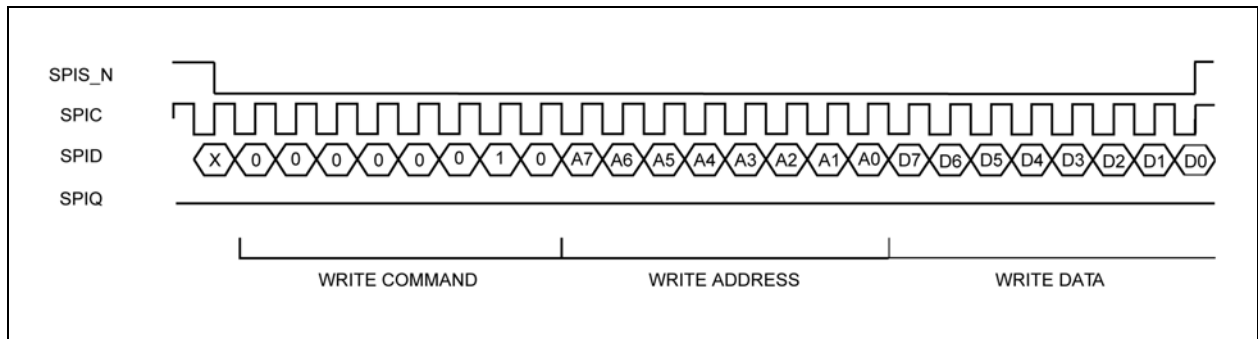 SPIS_N
SPIC
SPID X 0 0 0 0 0 0 1 0 A7 A6 A5 A4 A3 A2 A1 A0 D7 D6 D5 D4 D3 D2 D1 D0
SPIQ
WRITE COMMAND WRITE ADDRESS WRITE DATA